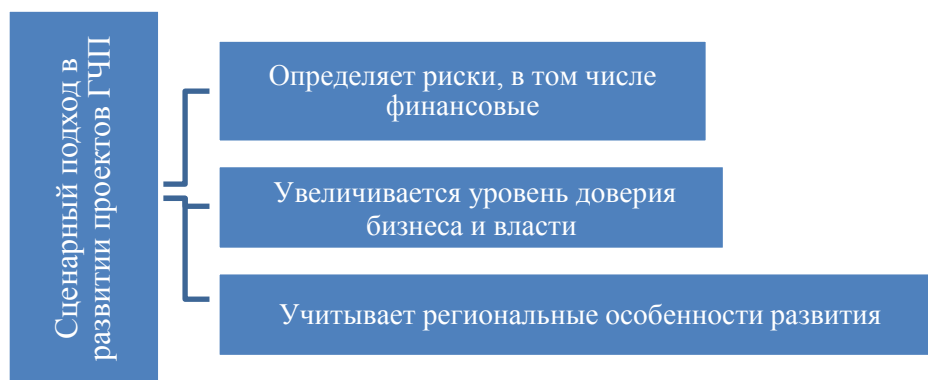 Сценарный подход в
развитии проектов ГЧП
Определяет риски, в том числе
финансовые
Увеличивается уровень доверия
бизнеса и власти
Учитывает региональные особенности развития